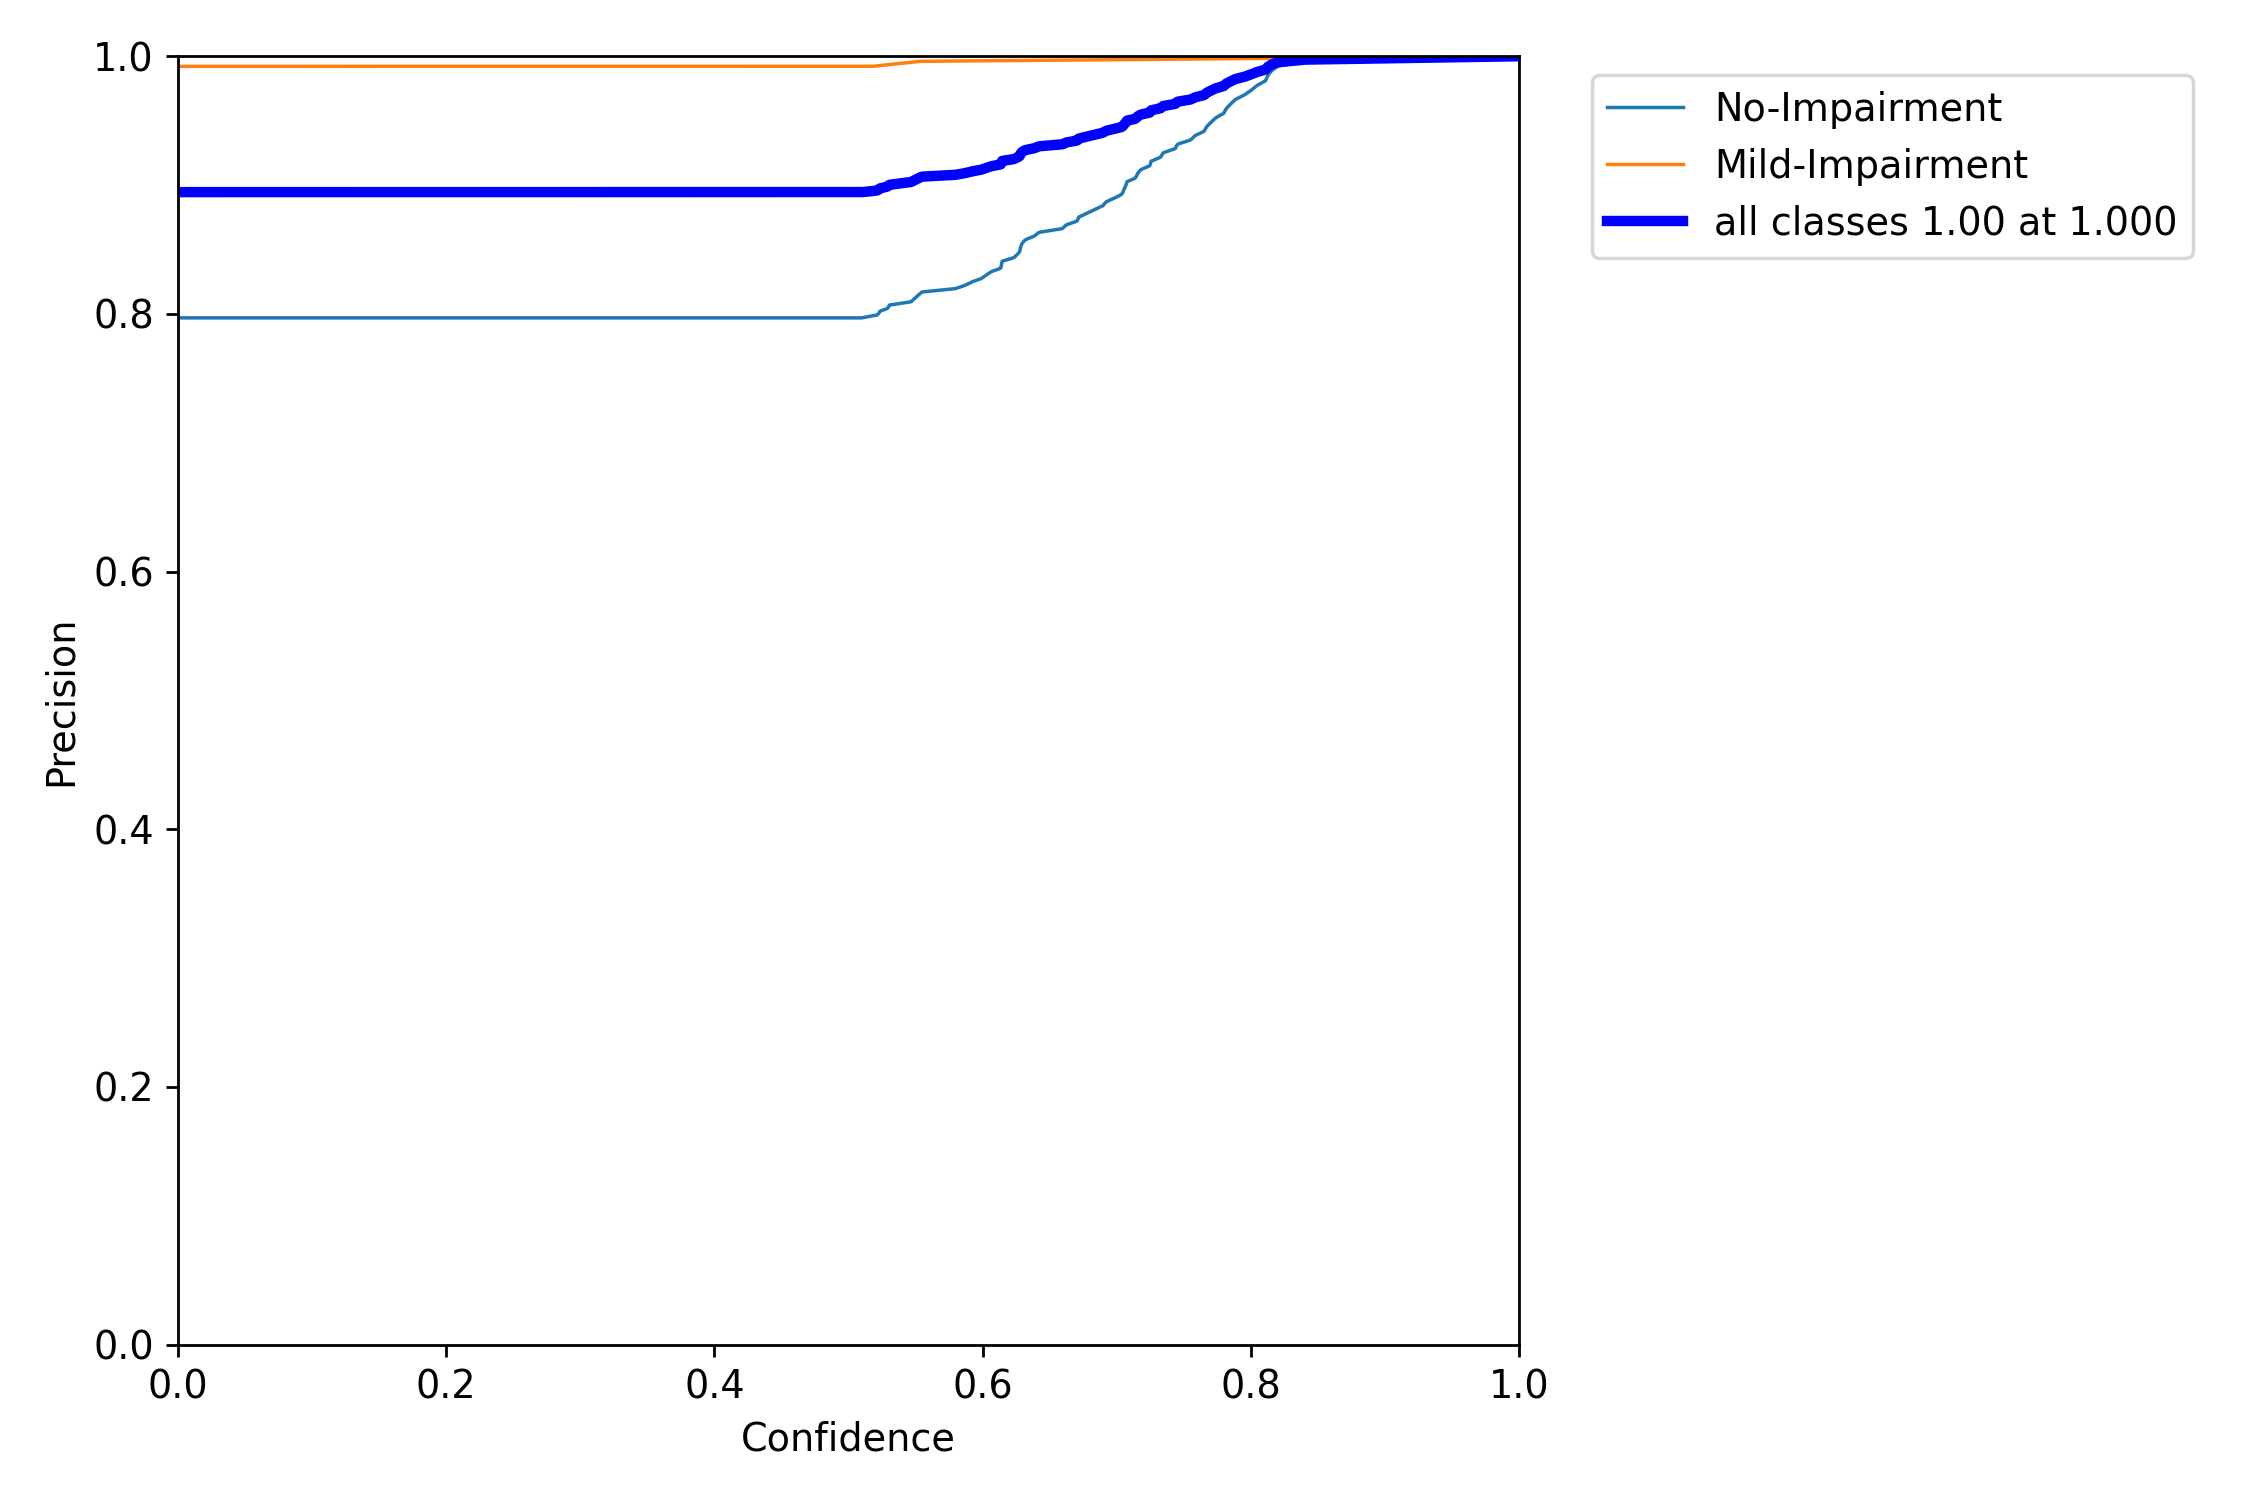 1.0
0.8
0.6
0.4
0.2
0.0
Precision
0.0 0.2 0.4 0.6 0.8 1.0
Confidence
No-Impairment
Mild-Impairment
all classes 1.00 at 1.000